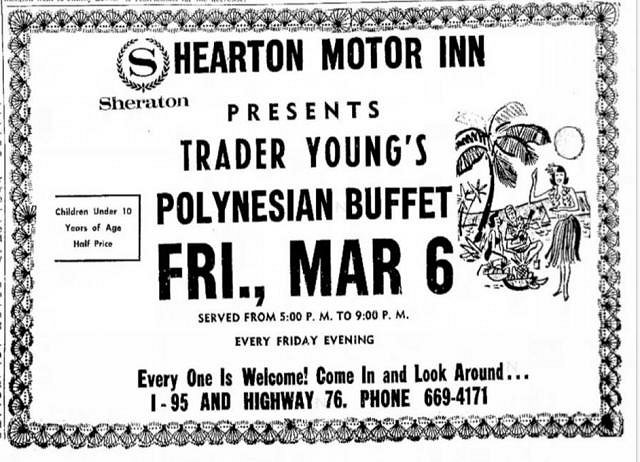 S HEARTON MOTOR INN
Sheraton
PRESENTS
TRADER YOUNG'S
POLYNESIAN BUFFET
Children Under 10
Years of Age
Half Price
FRI., MAR 6
SERVED FROM 5:00 P. M. TO 9:00 P. M.
EVERY FRIDAY EVENING
Every One Is Welcome! Come In and Look Around...
I-95 AND HIGHWAY 76. PHONE 669-4171